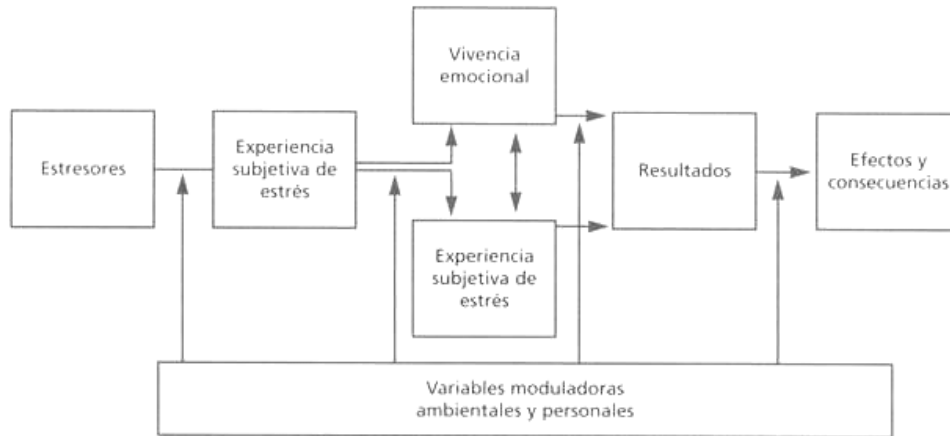 Vivencia
emocional
Estresores
Experiencia
subjetiva de
estrés
Resultados
Efectos y
consecuencias
Experiencia
subjetiva de
estrés
Variables moduladoras
ambientales y personales